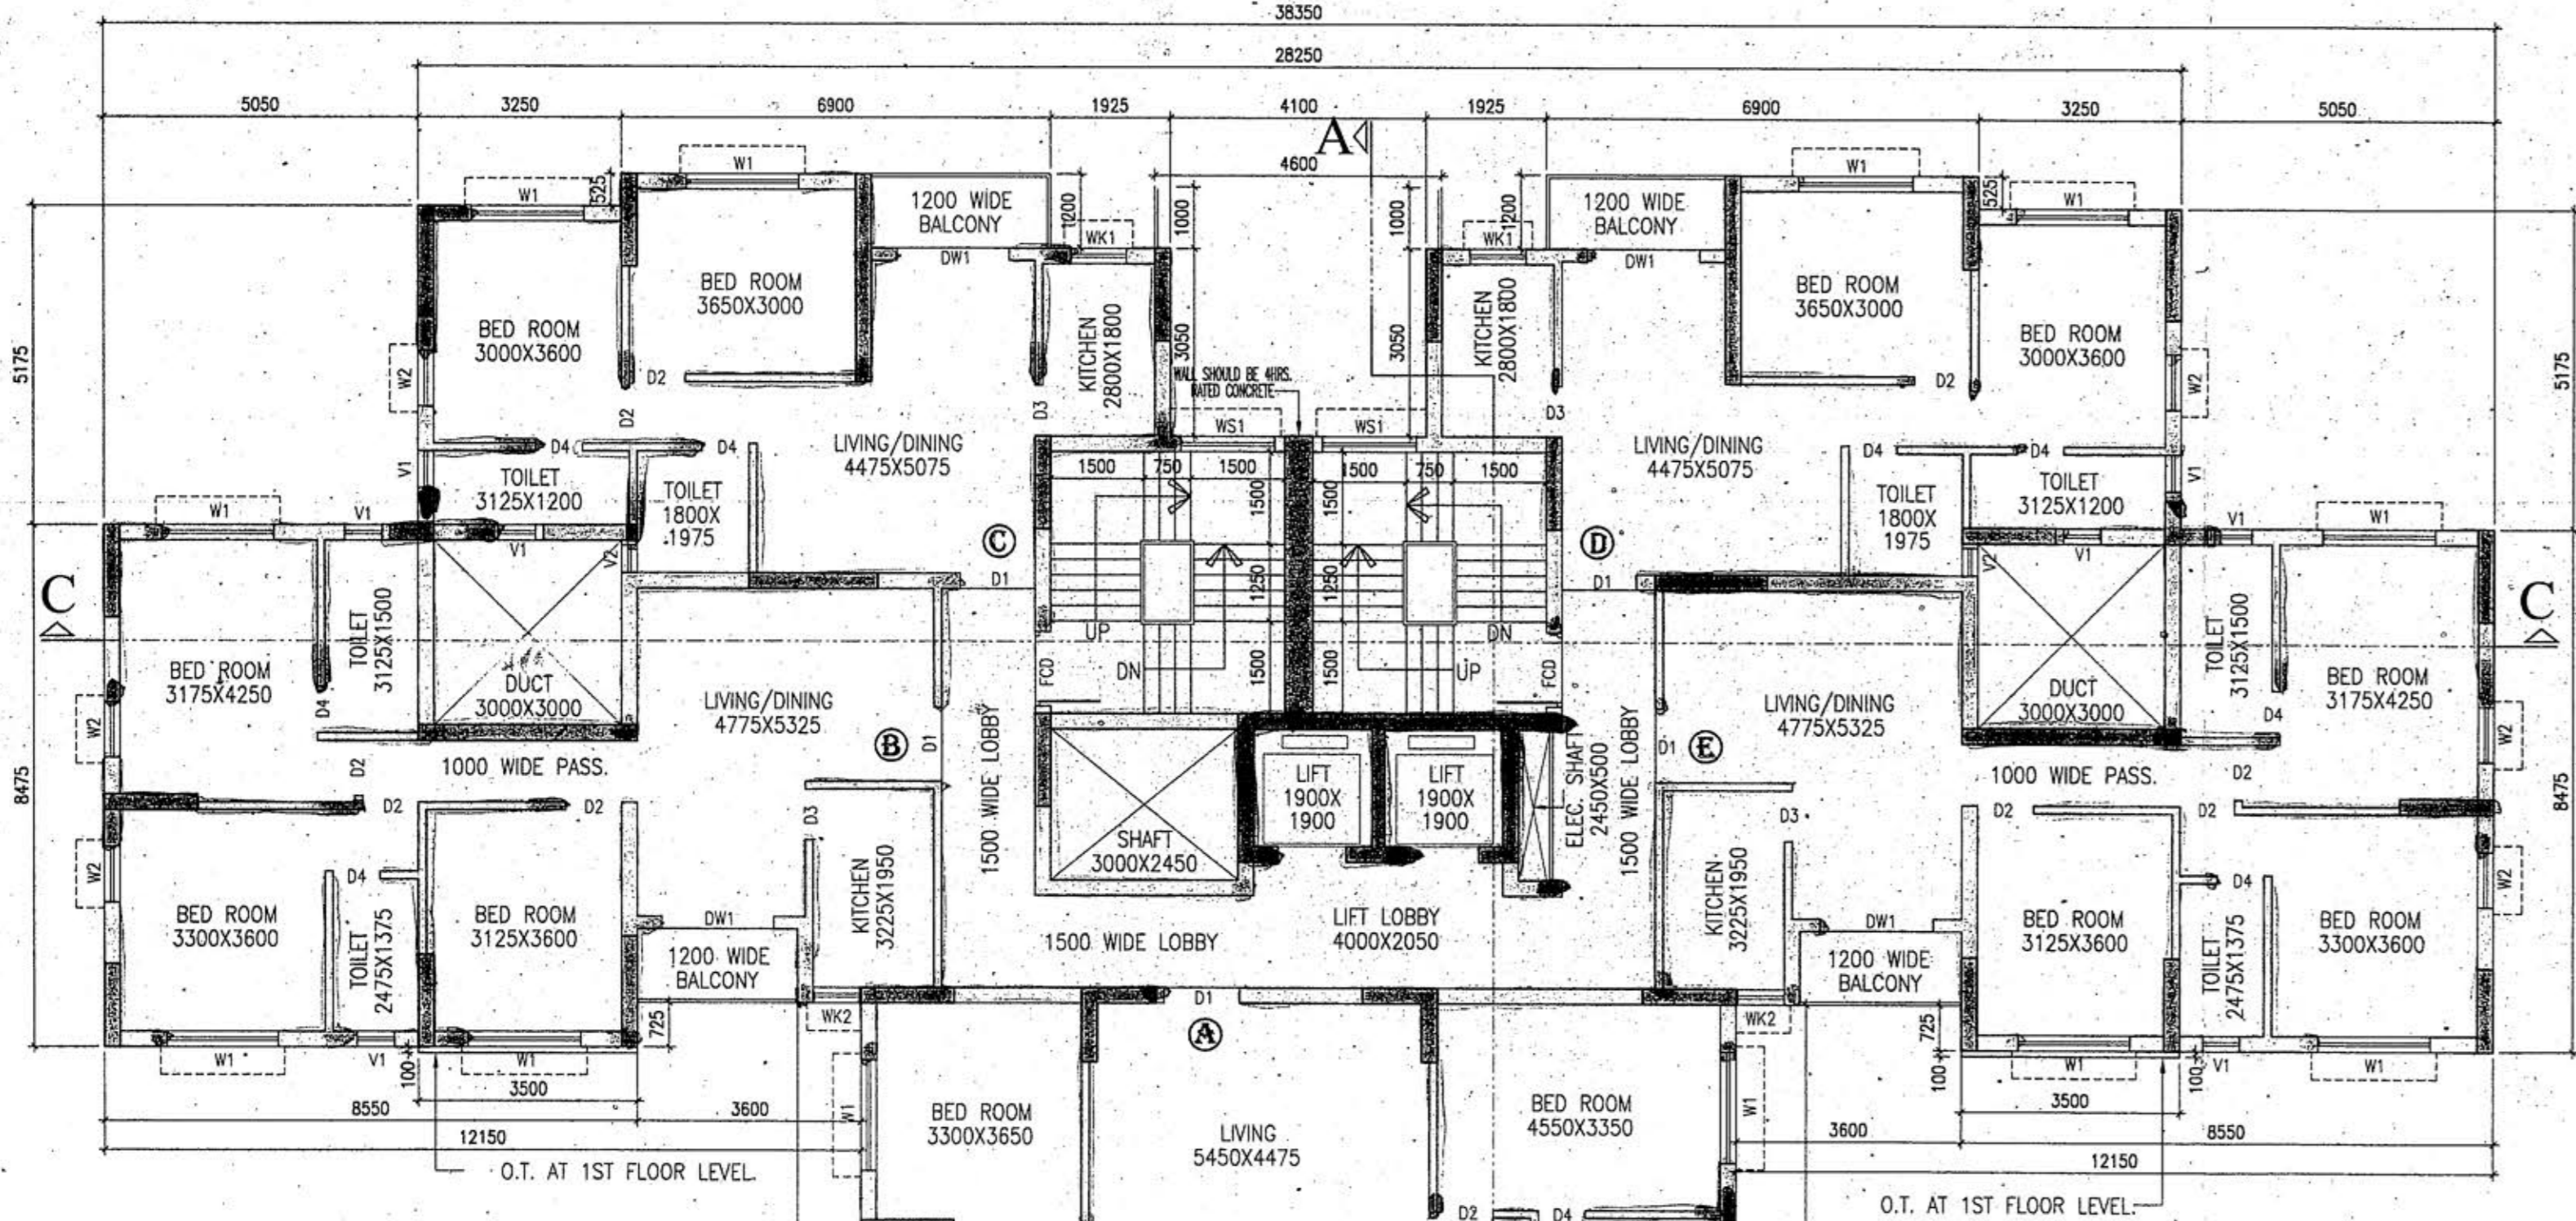 38350
28250
5050
3250
6900
1925
4100
1925
6900
3250
5050
A
4600
W1
W1
525
1200 WIDE
BALCONY
1200
WK1
1000
1000
WK1
1200
1200 WIDE
BALCONY
W1
525
W1
DW1
DW1
5175
BED ROOM
3000X3600
BED ROOM
3650X3000
KITCHEN
2800X1800
3050
3050
KITCHEN
2800X1800
BED ROOM
3650X3000
BED ROOM
3000X3600
5175
WALL SHOULD BE 4HRS.
RATED CONCRETE
W2
D2
D2
D3
WS1
WS1
D3
D2
W2
D4
D4
LIVING/DINING
4475X5075
LIVING/DINING
4475X5075
D4
D4
V1
TOILET
3125X1200
TOILET
1800X
1975
1500
750
1500
1500
750
1500
1500
1500
TOILET
1800X
1975
TOILET
3125X1200
V1
W1
V1
V1
V2
C
D
V2
V1
V1
W1
C
D1
D1
C
1250
1250
TOILET
3125X1500
TOILET
3125X1500
BED ROOM
3175X4250
DUCT
3000X3000
UP
DN
FCD
DN
UP
FCD
1500
1500
DUCT
3000X3000
BED ROOM
3175X4250
D4
D4
LIVING/DINING
4775X5325
LIVING/DINING
4775X5325
W2
W2
B
D1
1500 WIDE LOBBY
ELEC. SHAFT
2450X500
1500 WIDE LOBBY
D1
E
8475
8475
D2
1000 WIDE PASS.
1000 WIDE PASS.
D2
LIFT
1900X
1900
LIFT
1900X
1900
D2
D2
D3
D3
D2
D2
SHAFT
3000X2450
W2
W2
D4
D4
BED ROOM
3300X3600
TOILET
2475X1375
BED ROOM
3125X3600
DW1
KITCHEN
3225X1950
1500 WIDE LOBBY
LIFT LOBBY
4000X2050
KITCHEN
3225X1950
DW1
BED ROOM
3125X3600
TOILET
2475X1375
BED ROOM
3300X3600
1200 WIDE
BALCONY
1200 WIDE
BALCONY
D1
A
WK2
WK2
725
725
W1
V1
100
W1
100
W1
100
V1
W1
3500
3500
8550
3600
W1
BED ROOM
3300X3650
LIVING
5450X4475
BED ROOM
4550X3350
W1
3600
8550
12150
12150
O.T. AT 1ST FLOOR LEVEL.
O.T. AT 1ST FLOOR LEVEL.
D2
D4